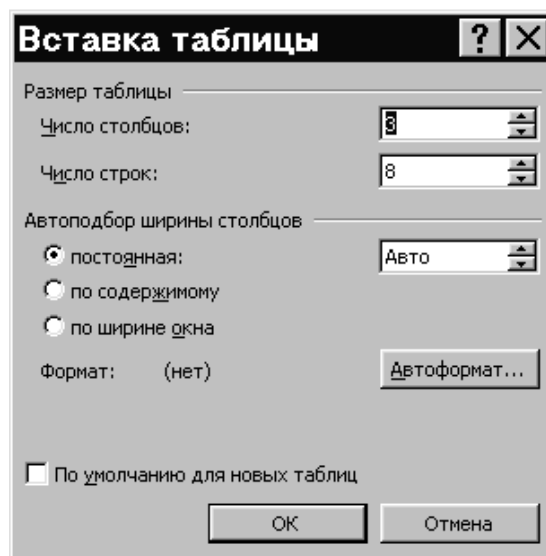 Вставка таблицы ? X
Размер таблицы
Число столбцов: 3
Число строк: 8
Автоподбор ширины столбцов
постоянная: Авто
по содержимому
по ширине окна
Формат: (нет) Автоформат...
По умолчанию для новых таблиц
ОК Отмена